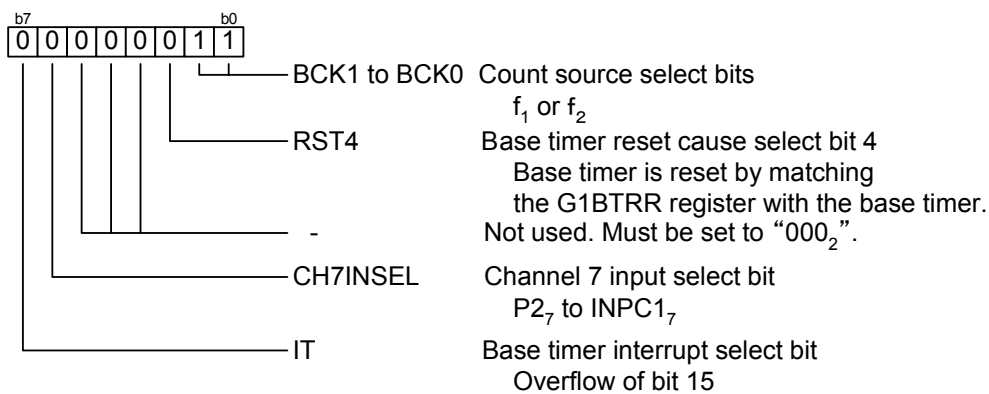 b7 b0
0 0 0 0 0 0 1 1
BCK1 to BCK0 Count source select bits
f₁ or f₂
RST4 Base timer reset cause select bit 4
Base timer is reset by matching
the G1BTRR register with the base timer.
- Not used. Must be set to “000₂”.
CH7INSEL Channel 7 input select bit
P2₇ to INPC1₇
IT Base timer interrupt select bit
Overflow of bit 15